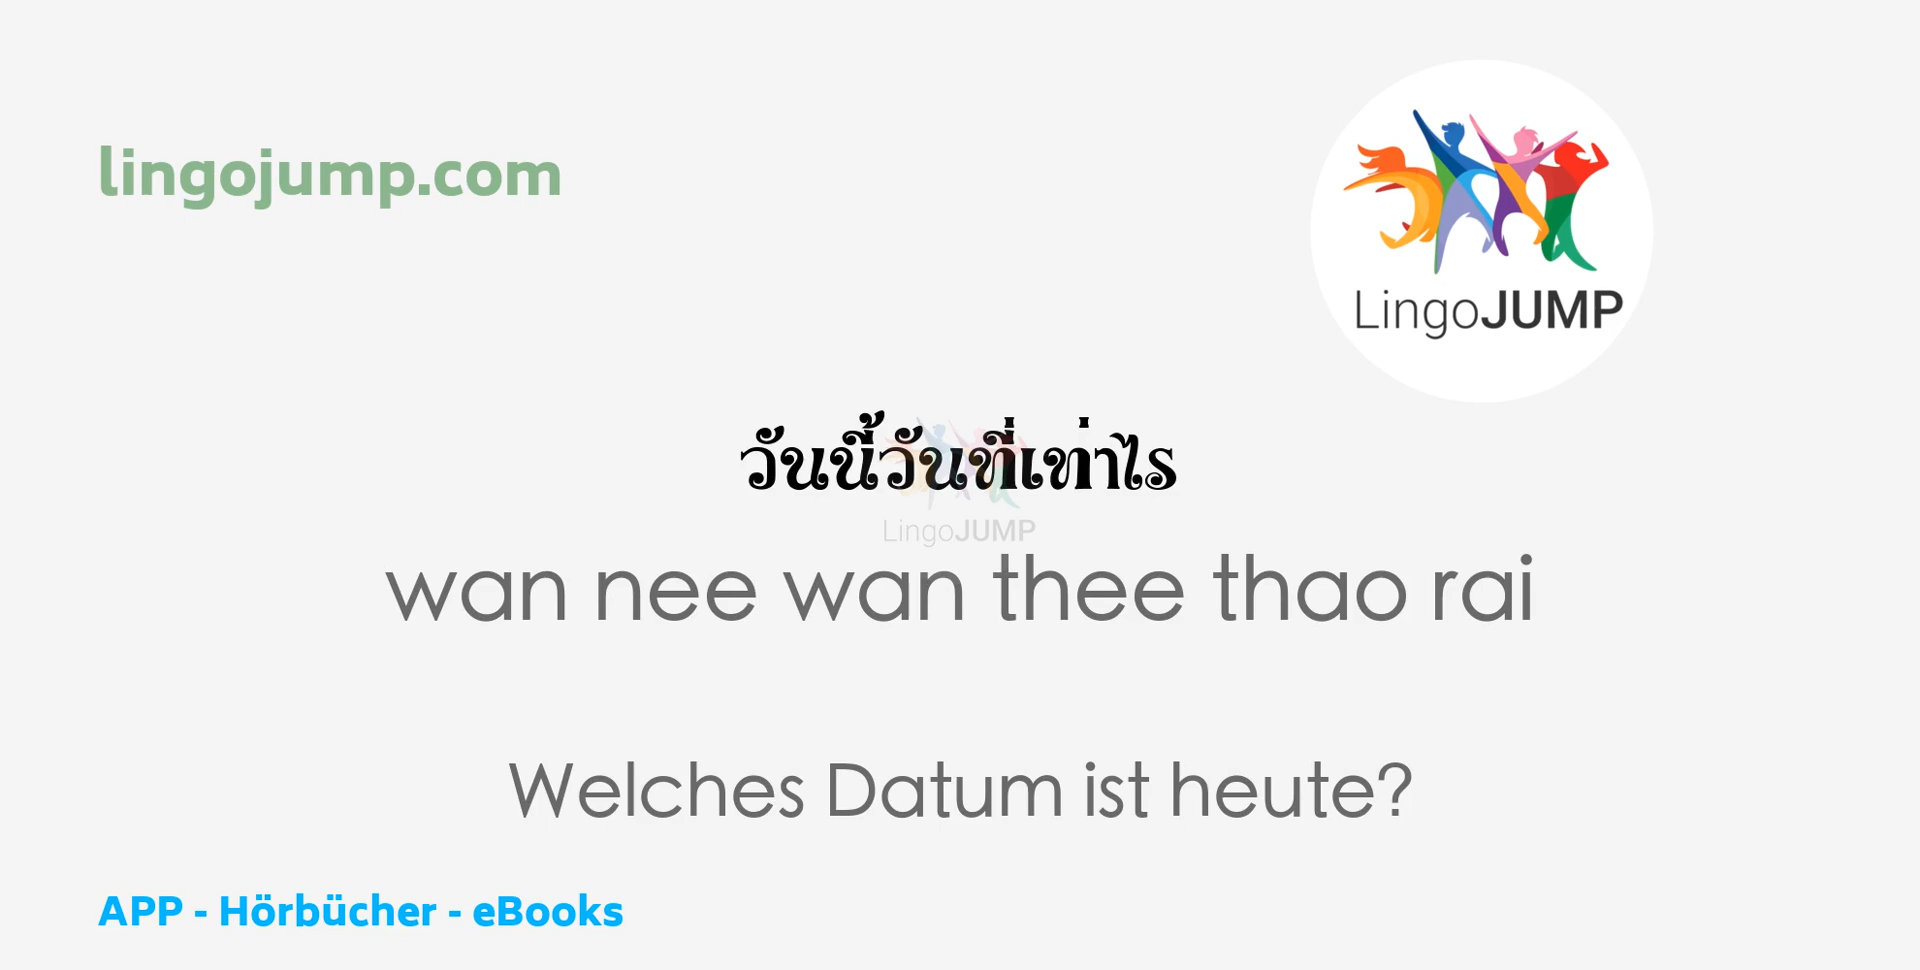 lingojump.com
LingoJUMP
วันนี้วันที่เท่าไร
LingoJUMP
wan nee wan thee thao rai
Welches Datum ist heute?
APP - Hörbücher - eBooks